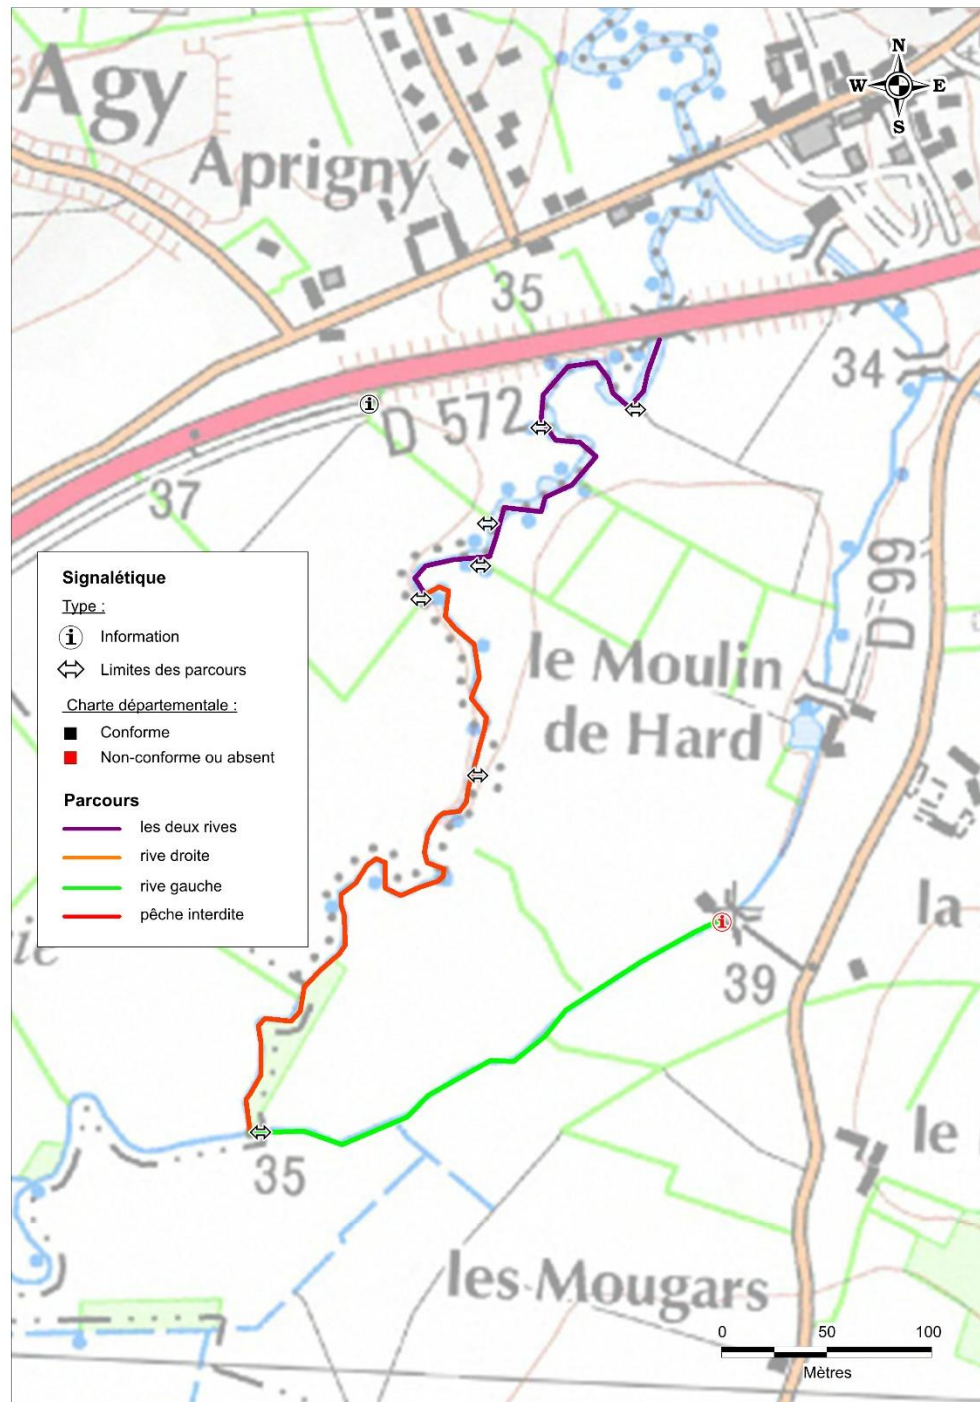 N
W E
S
Agy
Aprigny
35
34
D 572
37
D 99
le Moulin
de Hard
la
39
35
le
les Mougars
Signalétique
Type :
Information
Limites des parcours
Charte départementale :
Conforme
Non-conforme ou absent
Parcours
les deux rives
rive droite
rive gauche
pêche interdite
0 50 100
Mètres